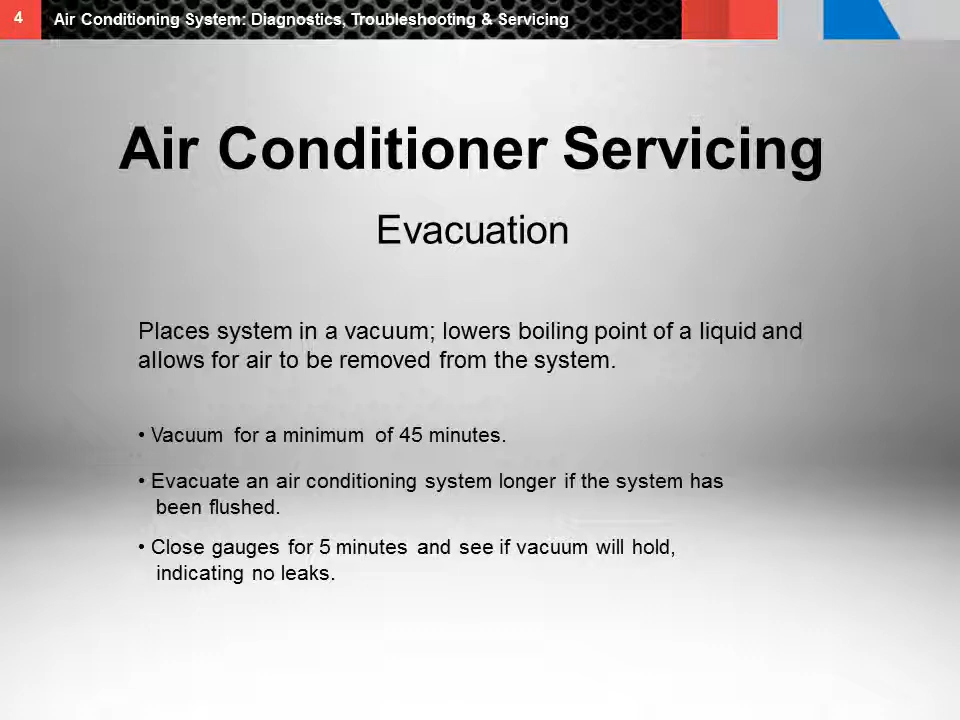 4
Air Conditioning System: Diagnostics, Troubleshooting & Servicing
Air Conditioner Servicing
Evacuation
Places system in a vacuum; lowers boiling point of a liquid and
allows for air to be removed from the system.
• Vacuum for a minimum of 45 minutes.
• Evacuate an air conditioning system longer if the system has
been flushed.
• Close gauges for 5 minutes and see if vacuum will hold,
indicating no leaks.